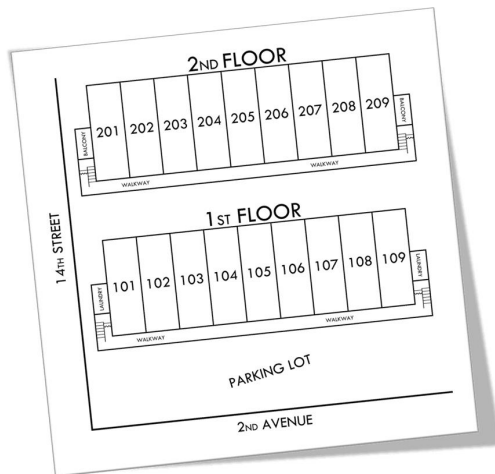 2ND FLOOR
201 202 203 204 205 206 207 208 209
BALCONY
BALCONY
WALKWAY
WALKWAY
14TH STREET
1ST FLOOR
101 102 103 104 105 106 107 108 109
LAUNDRY
LAUNDRY
WALKWAY
WALKWAY
PARKING LOT
2ND AVENUE